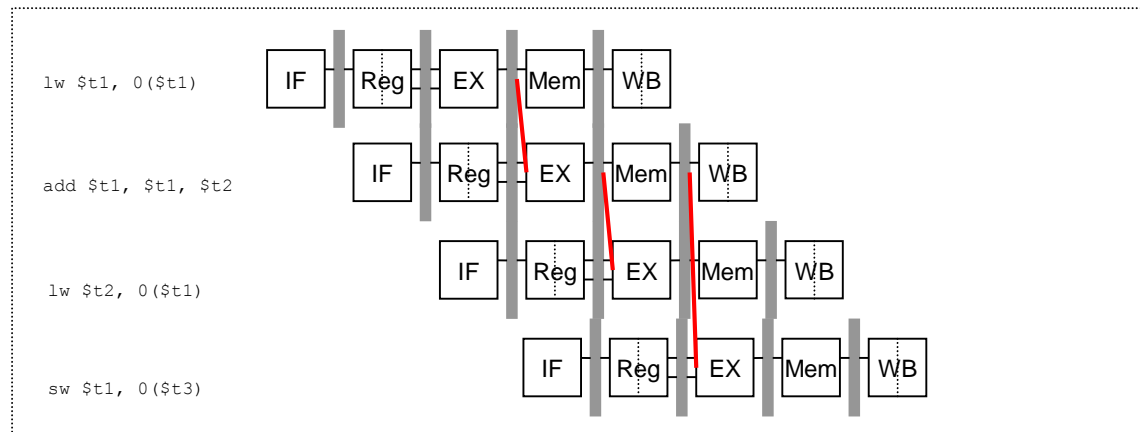 lw $t1, 0($t1) IF Reg EX Mem WB
add $t1, $t1, $t2 IF Reg EX Mem WB
lw $t2, 0($t1) IF Reg EX Mem WB
sw $t1, 0($t3) IF Reg EX Mem WB